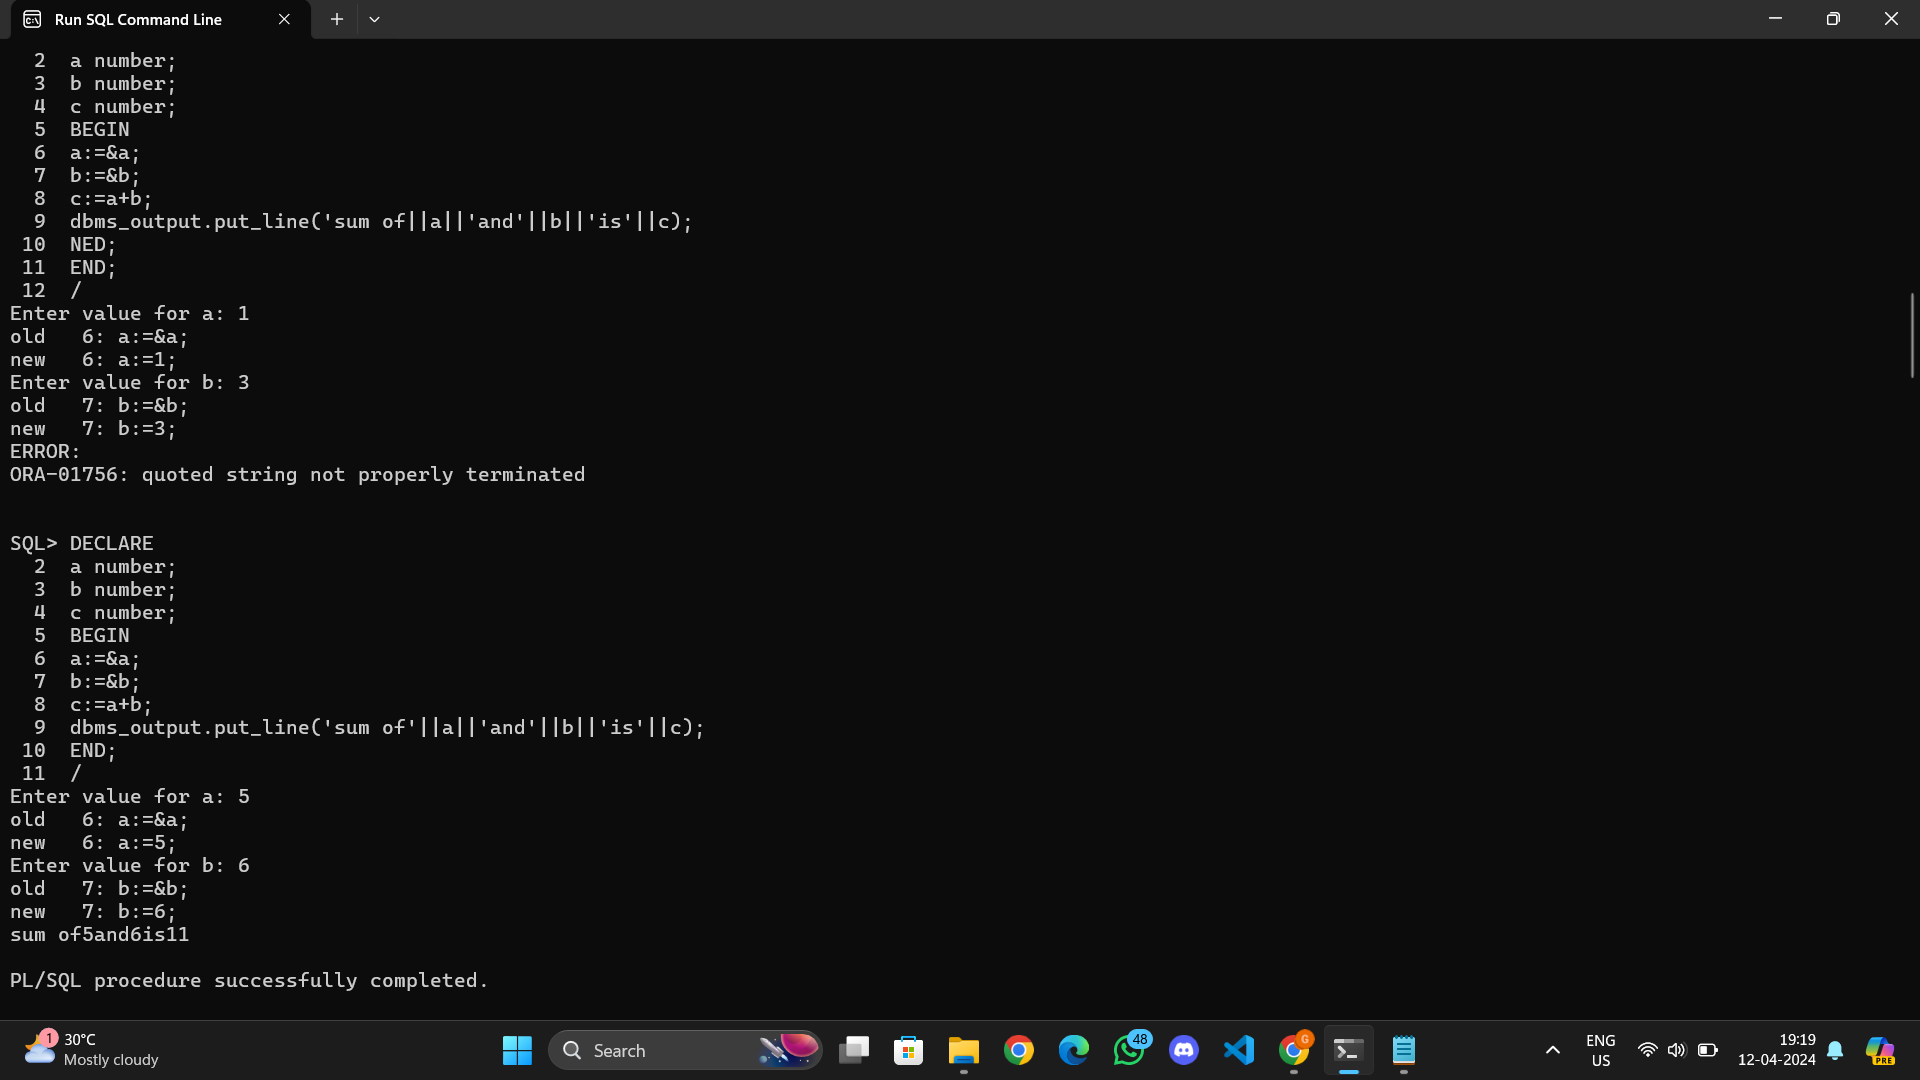 Run SQL Command Line
  2  a number;
  3  b number;
  4  c number;
  5  BEGIN
  6  a:=&a;
  7  b:=&b;
  8  c:=a+b;
  9  dbms_output.put_line('sum of||a||'and'||b||'is'||c);
 10  NED;
 11  END;
 12  /
Enter value for a: 1
old   6: a:=&a;
new   6: a:=1;
Enter value for b: 3
old   7: b:=&b;
new   7: b:=3;
ERROR:
ORA-01756: quoted string not properly terminated
SQL> DECLARE
  2  a number;
  3  b number;
  4  c number;
  5  BEGIN
  6  a:=&a;
  7  b:=&b;
  8  c:=a+b;
  9  dbms_output.put_line('sum of'||a||'and'||b||'is'||c);
 10  END;
 11  /
Enter value for a: 5
old   6: a:=&a;
new   6: a:=5;
Enter value for b: 6
old   7: b:=&b;
new   7: b:=6;
sum of5and6is11
PL/SQL procedure successfully completed.
1
30°C
Mostly cloudy
Search
48
G
ENG
US
19:19
12-04-2024
PRE